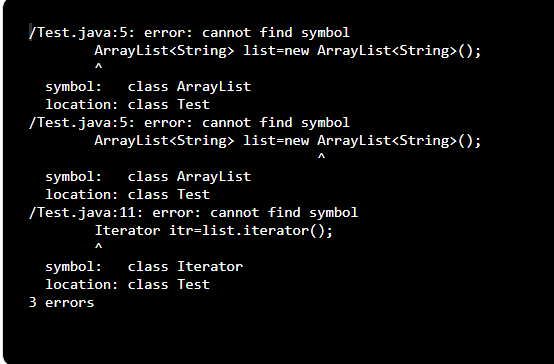 /Test.java:5: error: cannot find symbol
        ArrayList<String> list=new ArrayList<String>();
        ^
  symbol:   class ArrayList
  location: class Test
/Test.java:5: error: cannot find symbol
        ArrayList<String> list=new ArrayList<String>();
                                   ^
  symbol:   class ArrayList
  location: class Test
/Test.java:11: error: cannot find symbol
        Iterator itr=list.iterator();
        ^
  symbol:   class Iterator
  location: class Test
3 errors